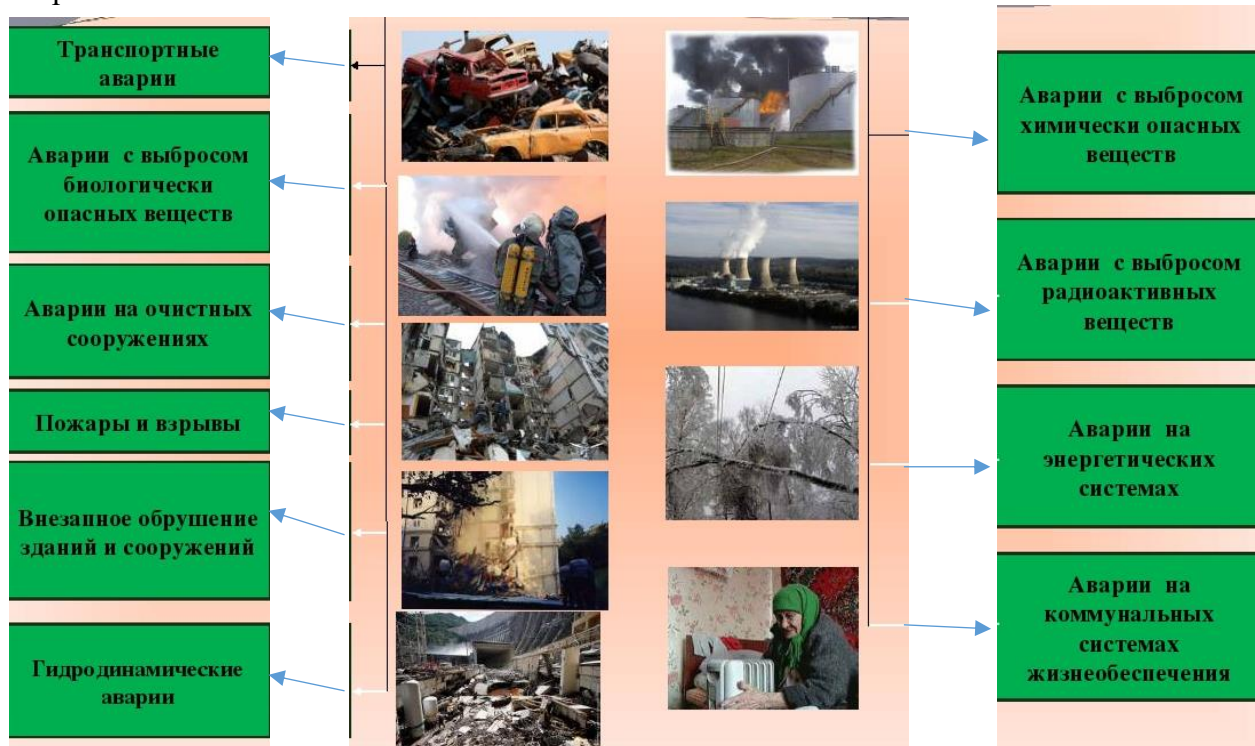 Транспортные
аварии
Аварии с выбросом
биологически
опасных веществ
Аварии на очистных
сооружениях
Пожары и взрывы
Внезапное обрушение
зданий и сооружений
Гидродинамические
аварии
Аварии с выбросом
химически опасных
веществ
Аварии с выбросом
радиоактивных
веществ
Аварии на
энергетических
системах
Аварии на
коммунальных
системах
жизнеобеспечения